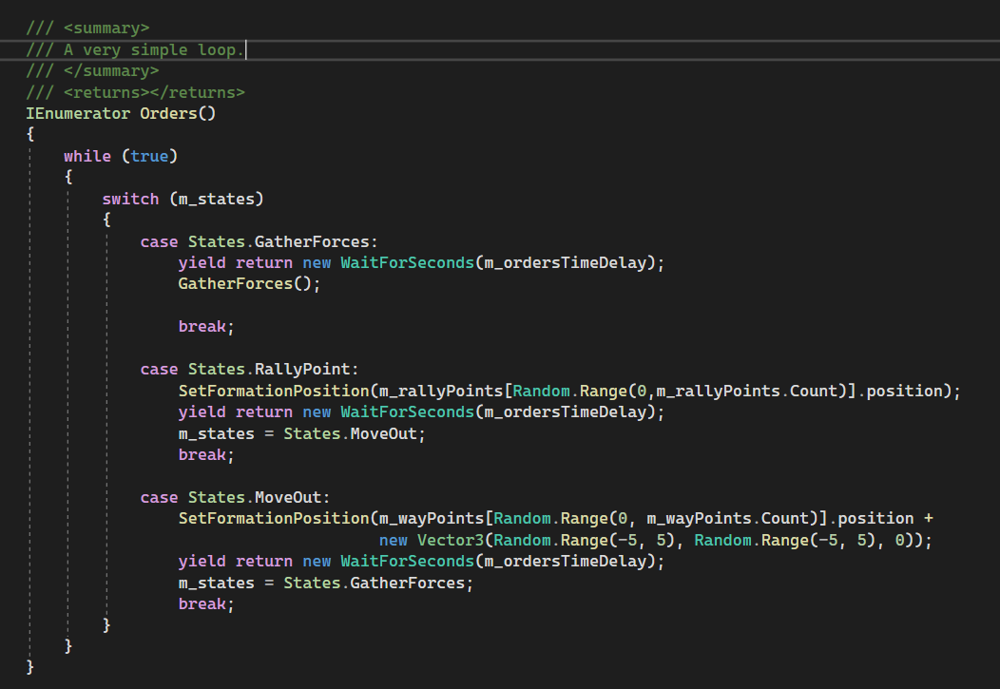 /// <summary>
/// A very simple loop.
/// </summary>
/// <returns></returns>
IEnumerator Orders()
{
    while (true)
    {
        switch (m_states)
        {
            case States.GatherForces:
                yield return new WaitForSeconds(m_ordersTimeDelay);
                GatherForces();

                break;

            case States.RallyPoint:
                SetFormationPosition(m_rallyPoints[Random.Range(0,m_rallyPoints.Count)].position);
                yield return new WaitForSeconds(m_ordersTimeDelay);
                m_states = States.MoveOut;
                break;

            case States.MoveOut:
                SetFormationPosition(m_wayPoints[Random.Range(0, m_wayPoints.Count)].position +
                                     new Vector3(Random.Range(-5, 5), Random.Range(-5, 5), 0));
                yield return new WaitForSeconds(m_ordersTimeDelay);
                m_states = States.GatherForces;
                break;
        }
    }
}